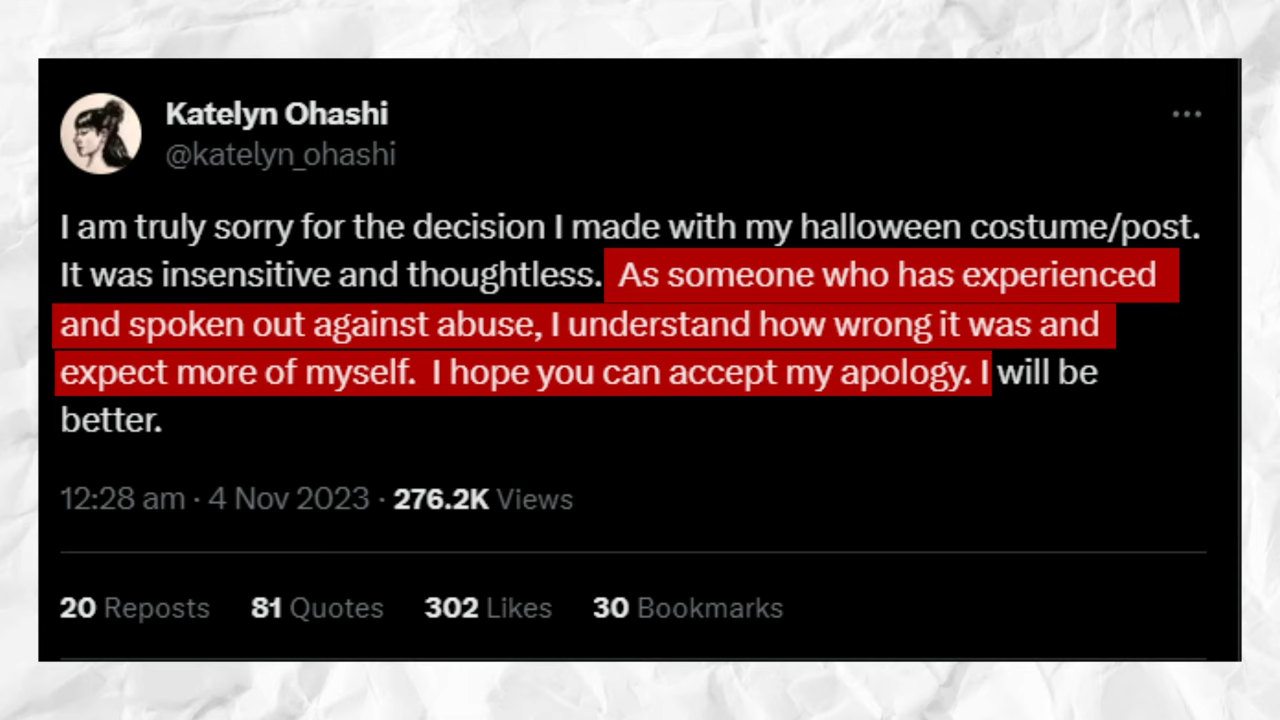 Katelyn Ohashi
@katelyn_ohashi
I am truly sorry for the decision I made with my halloween costume/post.
It was insensitive and thoughtless. As someone who has experienced
and spoken out against abuse, I understand how wrong it was and
expect more of myself.  I hope you can accept my apology. I will be
better.
12:28 am · 4 Nov 2023 · 276.2K Views
20 Reposts 81 Quotes 302 Likes 30 Bookmarks